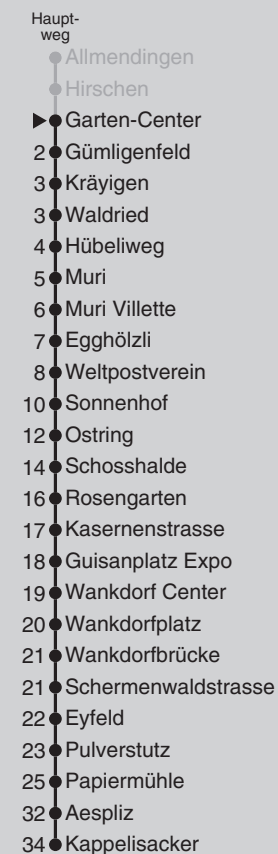 Haupt-
weg
Allmendingen
Hirschen
Garten-Center
2 Gümligenfeld
3 Kräyigen
3 Waldried
4 Hübeliweg
5 Muri
6 Muri Villette
7 Egghölzli
8 Weltpostverein
10 Sonnenhof
12 Ostring
14 Schosshalde
16 Rosengarten
17 Kasernenstrasse
18 Guisanplatz Expo
19 Wankdorf Center
20 Wankdorfplatz
21 Wankdorfbrücke
21 Schermenwaldstrasse
22 Eyfeld
23 Pulverstutz
25 Papiermühle
32 Aespliz
34 Kappelisacker